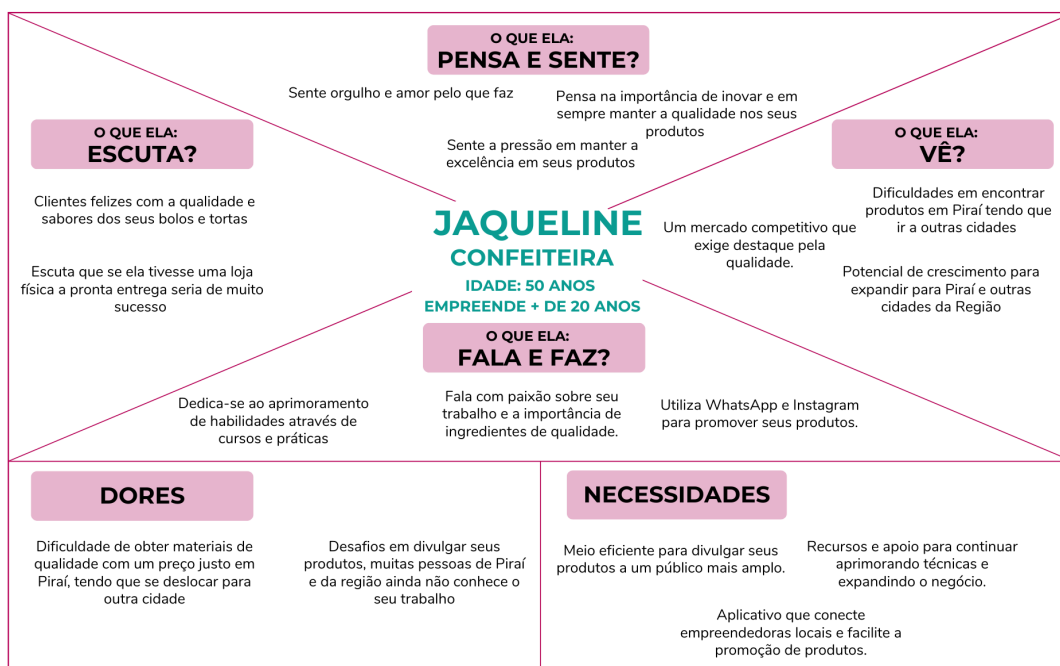 O QUE ELA:
PENSA E SENTE?
Sente orgulho e amor pelo que faz
Pensa na importância de inovar e em
sempre manter a qualidade nos seus
produtos
Sente a pressão em manter a
excelência em seus produtos
O QUE ELA:
ESCUTA?
Clientes felizes com a qualidade e
sabores dos seus bolos e tortas
Escuta que se ela tivesse uma loja
física a pronta entrega seria de muito
sucesso
O QUE ELA:
VÊ?
Dificuldades em encontrar
produtos em Piraí tendo que
ir a outras cidades
Um mercado competitivo que
exige destaque pela
qualidade.
Potencial de crescimento para
expandir para Piraí e outras
cidades da Região
JAQUELINE
CONFEITEIRA
IDADE: 50 ANOS
EMPREENDE + DE 20 ANOS
O QUE ELA:
FALA E FAZ?
Dedica-se ao aprimoramento
de habilidades através de
cursos e práticas
Fala com paixão sobre seu
trabalho e a importância de
ingredientes de qualidade.
Utiliza WhatsApp e Instagram
para promover seus produtos.
DORES
Dificuldade de obter materiais de
qualidade com um preço justo em
Piraí, tendo que se deslocar para
outra cidade
Desafios em divulgar seus
produtos, muitas pessoas de Piraí
e da região ainda não conhece o
seu trabalho
NECESSIDADES
Meio eficiente para divulgar seus
produtos a um público mais amplo.
Recursos e apoio para continuar
aprimorando técnicas e
expandindo o negócio.
Aplicativo que conecte
empreendedoras locais e facilite a
promoção de produtos.